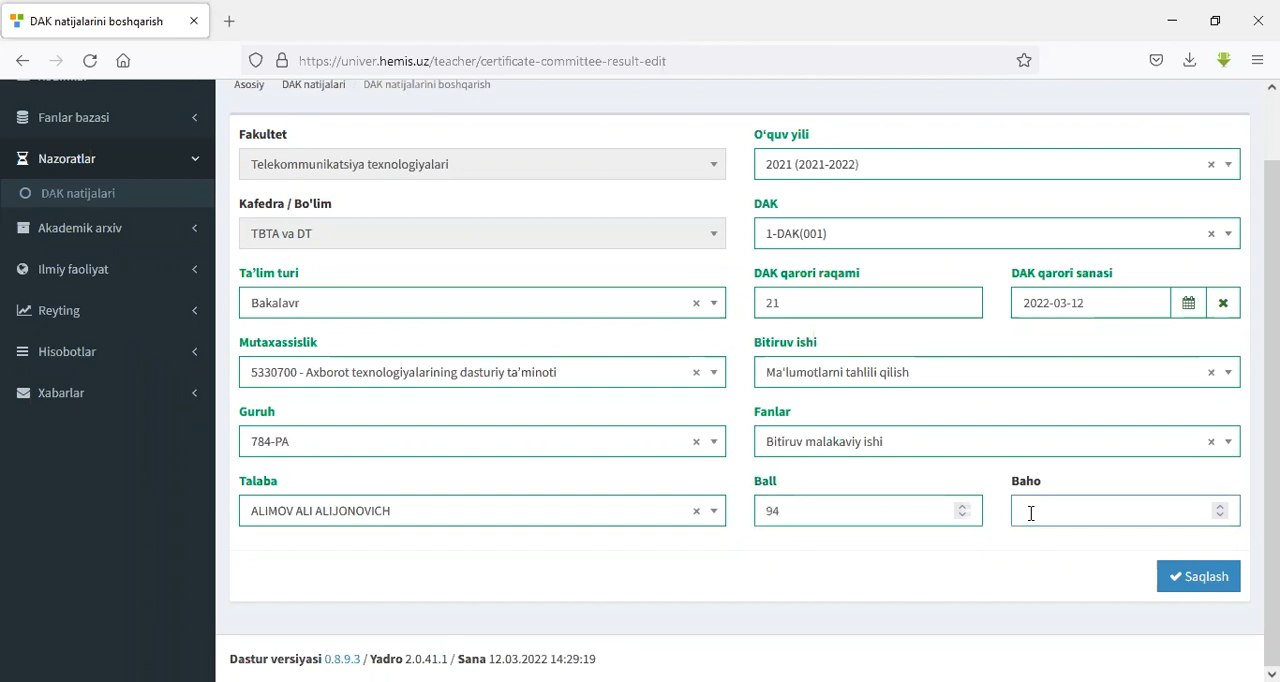 DAK natijalarini boshqarish
https://univer.hemis.uz/teacher/certificate-committee-result-edit
Asosiy DAK natijalari / DAK natijalarini boshqarish
Fanlar bazasi
Nazoratlar
DAK natijalari
Akademik arxiv
Ilmiy faoliyat
Reyting
Hisobotlar
Xabarlar
Fakultet
Telekommunikatsiya texnologiyalari
O‘quv yili
2021 (2021-2022)
Kafedra / Bo'lim
TBTA va DT
DAK
1-DAK(001)
Ta’lim turi
Bakalavr
DAK qarori raqami
21
DAK qarori sanasi
2022-03-12
Mutaxassislik
5330700 - Axborot texnologiyalarining dasturiy ta’minoti
Bitiruv ishi
Ma'lumotlarni tahlili qilish
Guruh
784-PA
Fanlar
Bitiruv malakaviy ishi
Talaba
ALIMOV ALI ALIJONOVICH
Ball
94
Baho
Saqlash
Dastur versiyasi 0.8.9.3 / Yadro 2.0.41.1 / Sana 12.03.2022 14:29:19